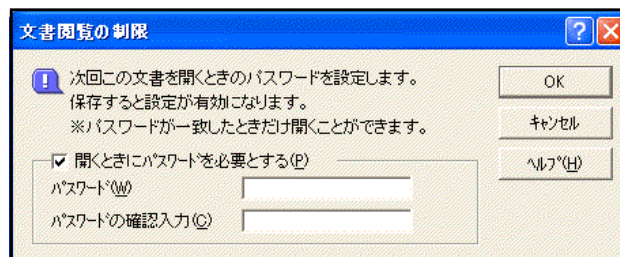 文書閲覧の制限
次回この文書を開くときのパスワードを設定します。
保存すると設定が有効になります。
※パスワードが一致したときだけ開くことができます。
OK
キャンセル
ヘルプ(H)
開くときにパスワードを必要とする(P)
パスワード(W)
パスワードの確認入力(C)